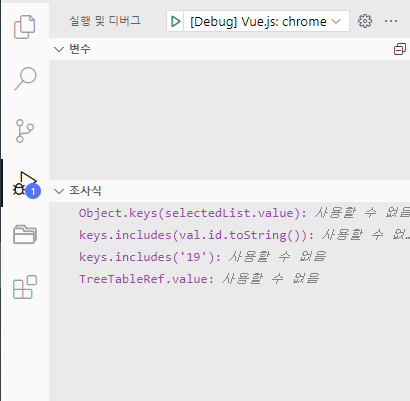 실행 및 디버그
[Debug] Vue.js: chrome
변수
1
조사식
Object.keys(selectedList.value): 사용할 수 없음
keys.includes(val.id.toString()): 사용할 수 없…
keys.includes('19'): 사용할 수 없음
TreeTableRef.value: 사용할 수 없음